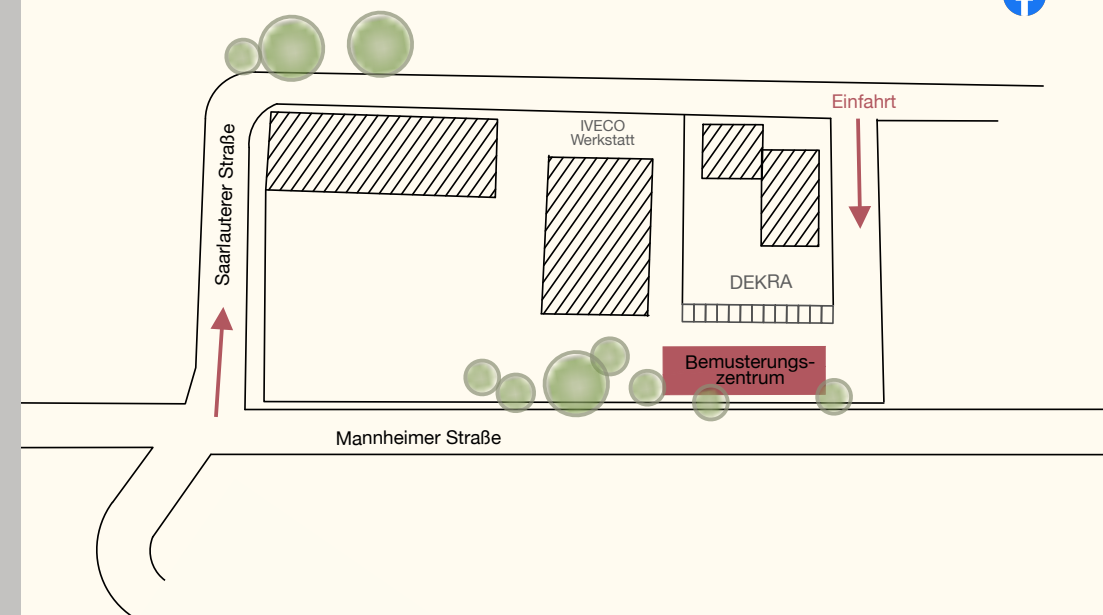 Einfahrt
IVECO
Werkstatt
Saarlauterer Straße
DEKRA
Bemusterungs-
zentrum
Mannheimer Straße